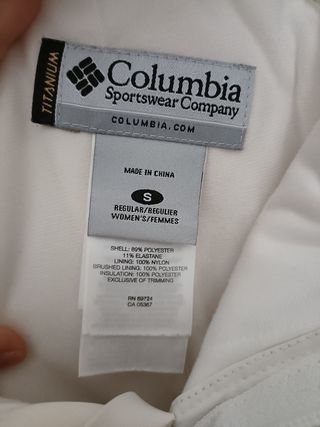 TITANIUM
Columbia
Sportswear Company
COLUMBIA.COM
MADE IN CHINA
S
REGULAR/REGULIER
WOMEN'S/FEMMES
SHELL: 89% POLYESTER
11% ELASTANE
LINING: 100% NYLON
BRUSHED LINING: 100% POLYESTER
INSULATION: 100% POLYESTER
EXCLUSIVE OF TRIMMING
RN 69724
CA 05367